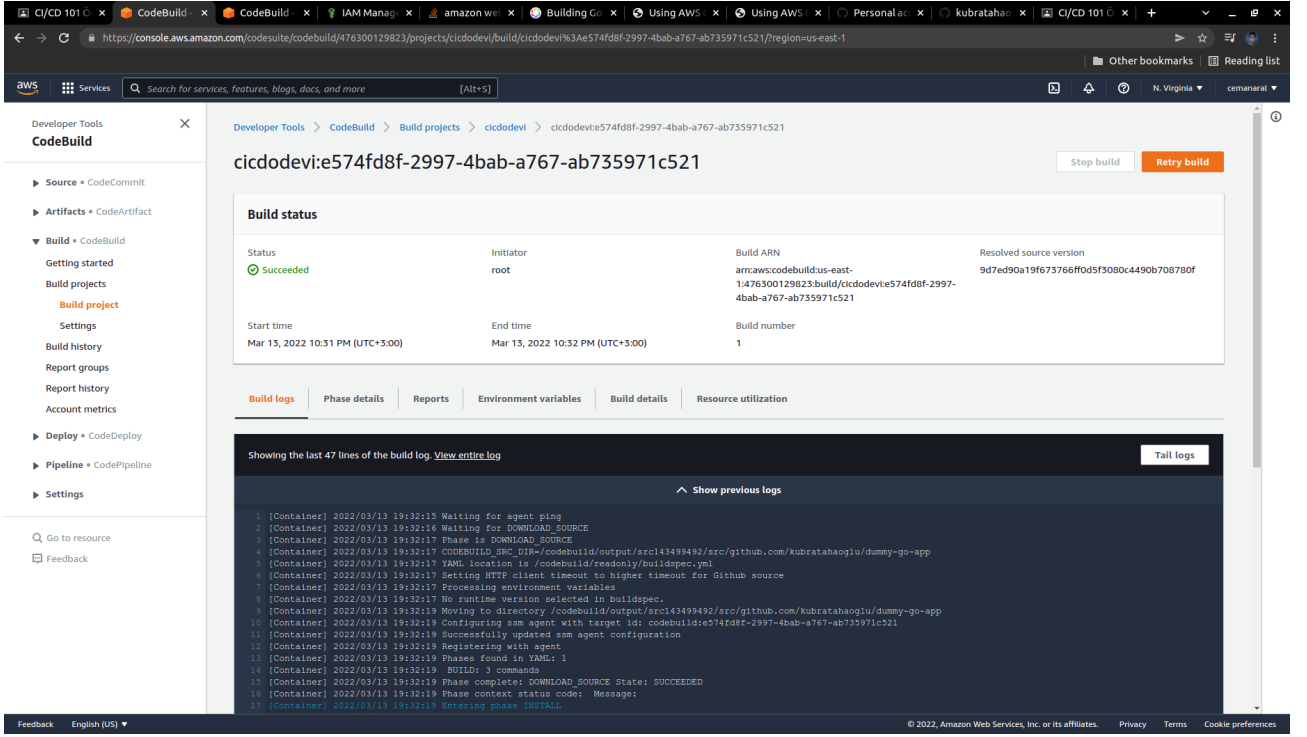 CI/CD 101 Ö
CodeBuild -
CodeBuild -
IAM Manag
amazon we
Building Go
Using AWS
Using AWS
Personal ac
kubratahao
CI/CD 101 Ö
https://console.aws.amazon.com/codesuite/codebuild/476300129823/projects/cicdodevi/build/cicdodevi%3Ae574fd8f-2997-4bab-a767-ab735971c521/?region=us-east-1
Other bookmarks
Reading list
aws
Services
Search for services, features, blogs, docs, and more
[Alt+S]
N. Virginia ▼
cemanaral ▼
Developer Tools
CodeBuild
Source • CodeCommit
Artifacts • CodeArtifact
Build • CodeBuild
Getting started
Build projects
Build project
Settings
Build history
Report groups
Report history
Account metrics
Deploy • CodeDeploy
Pipeline • CodePipeline
Settings
Go to resource
Feedback
Developer Tools > CodeBuild > Build projects > cicdodevi > cicdodevi:e574fd8f-2997-4bab-a767-ab735971c521
cicdodevi:e574fd8f-2997-4bab-a767-ab735971c521
Stop build
Retry build
Build status
Status
Succeeded
Initiator
root
Build ARN
arn:aws:codebuild:us-east-
1:476300129823:build/cicdodevi:e574fd8f-2997-
4bab-a767-ab735971c521
Resolved source version
9d7ed90a19f673766ff0d5f3080c4490b708780f
Start time
Mar 13, 2022 10:31 PM (UTC+3:00)
End time
Mar 13, 2022 10:32 PM (UTC+3:00)
Build number
1
Build logs
Phase details
Reports
Environment variables
Build details
Resource utilization
Showing the last 47 lines of the build log. View entire log
Tail logs
Show previous logs
1 [Container] 2022/03/13 19:32:15 Waiting for agent ping
2 [Container] 2022/03/13 19:32:16 Waiting for DOWNLOAD_SOURCE
3 [Container] 2022/03/13 19:32:17 Phase is DOWNLOAD_SOURCE
4 [Container] 2022/03/13 19:32:17 CODEBUILD_SRC_DIR=/codebuild/output/src143499492/src/github.com/kubratahaoglu/dummy-go-app
5 [Container] 2022/03/13 19:32:17 YAML location is /codebuild/readonly/buildspec.yml
6 [Container] 2022/03/13 19:32:17 Setting HTTP client timeout to higher timeout for Github source
7 [Container] 2022/03/13 19:32:17 Processing environment variables
8 [Container] 2022/03/13 19:32:17 No runtime version selected in buildspec.
9 [Container] 2022/03/13 19:32:19 Moving to directory /codebuild/output/src143499492/src/github.com/kubratahaoglu/dummy-go-app
10 [Container] 2022/03/13 19:32:19 Configuring ssm agent with target id: codebuild:e574fd8f-2997-4bab-a767-ab735971c521
11 [Container] 2022/03/13 19:32:19 Successfully updated ssm agent configuration
12 [Container] 2022/03/13 19:32:19 Registering with agent
13 [Container] 2022/03/13 19:32:19 Phases found in YAML: 1
14 [Container] 2022/03/13 19:32:19 BUILD: 3 commands
15 [Container] 2022/03/13 19:32:19 Phase complete: DOWNLOAD_SOURCE State: SUCCEEDED
16 [Container] 2022/03/13 19:32:19 Phase context status code: Message:
17 [Container] 2022/03/13 19:32:19 Entering phase INSTALL
Feedback
English (US) ▼
© 2022, Amazon Web Services, Inc. or its affiliates.
Privacy
Terms
Cookie preferences